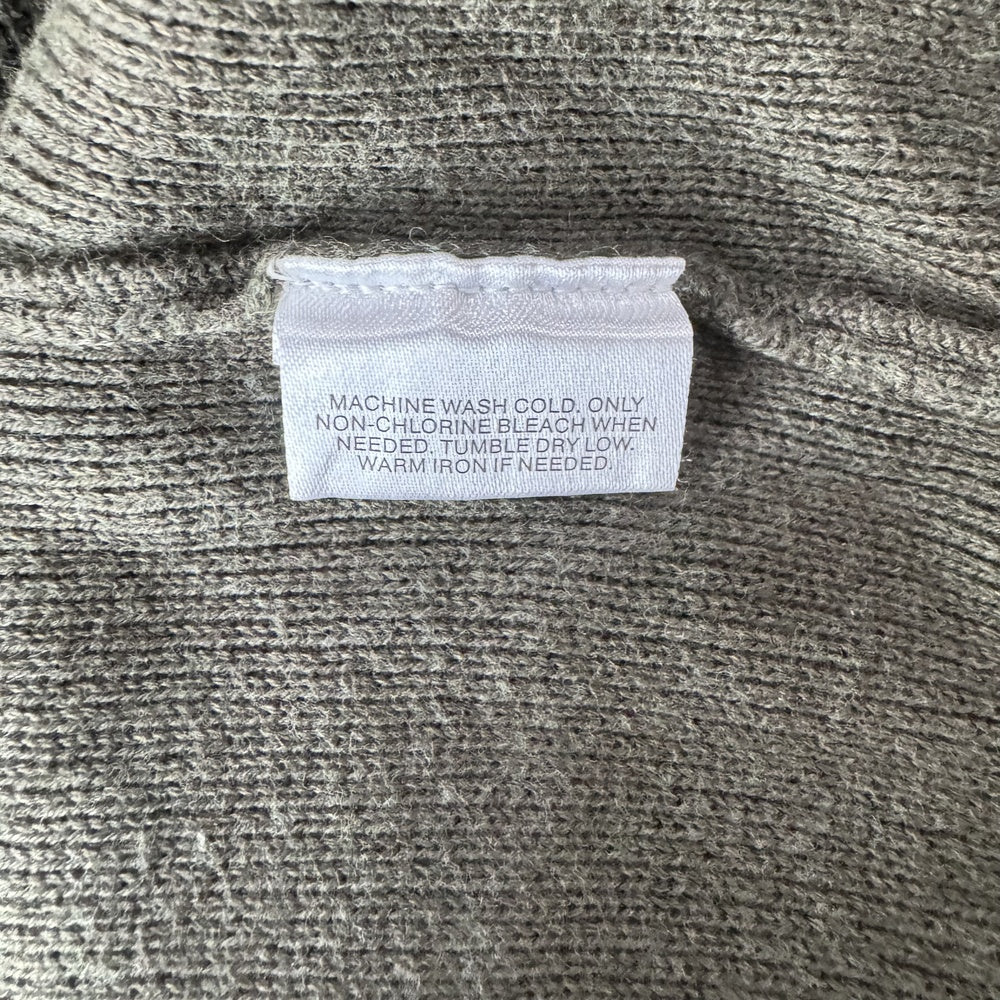 MACHINE WASH COLD. ONLY
NON-CHLORINE BLEACH WHEN
NEEDED. TUMBLE DRY LOW.
WARM IRON IF NEEDED.